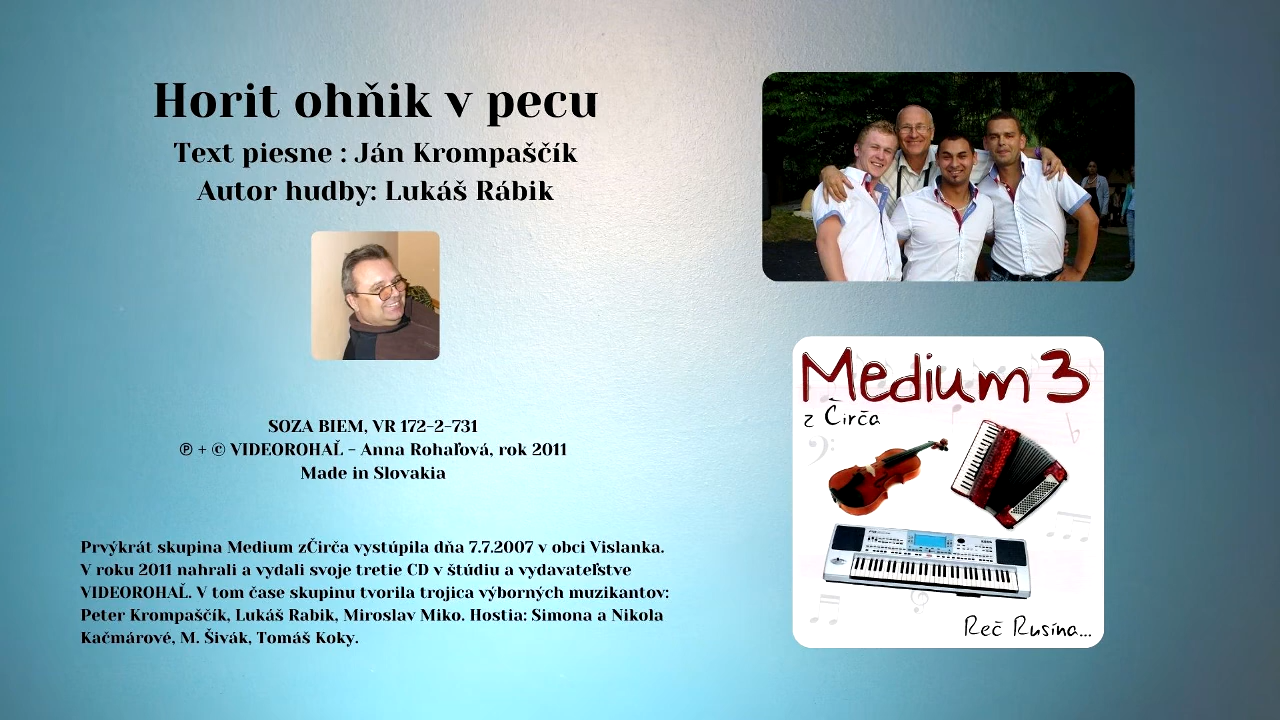 Horit ohňik v pecu
Text piesne : Ján Krompaščík
Autor hudby: Lukáš Rábik
SOZA BIEM, VR 172-2-731
℗ + © VIDEOROHAĽ - Anna Rohaľová, rok 2011
Made in Slovakia
Prvýkrát skupina Medium zČirča vystúpila dňa 7.7.2007 v obci Vislanka.
V roku 2011 nahrali a vydali svoje tretie CD v štúdiu a vydavateľstve
VIDEOROHAĽ. V tom čase skupinu tvorila trojica výborných muzikantov:
Peter Krompaščík, Lukáš Rabik, Miroslav Miko. Hostia: Simona a Nikola
Kačmárové, M. Šivák, Tomáš Koky.
Medium 3
z Čirča
Reč Rusína...